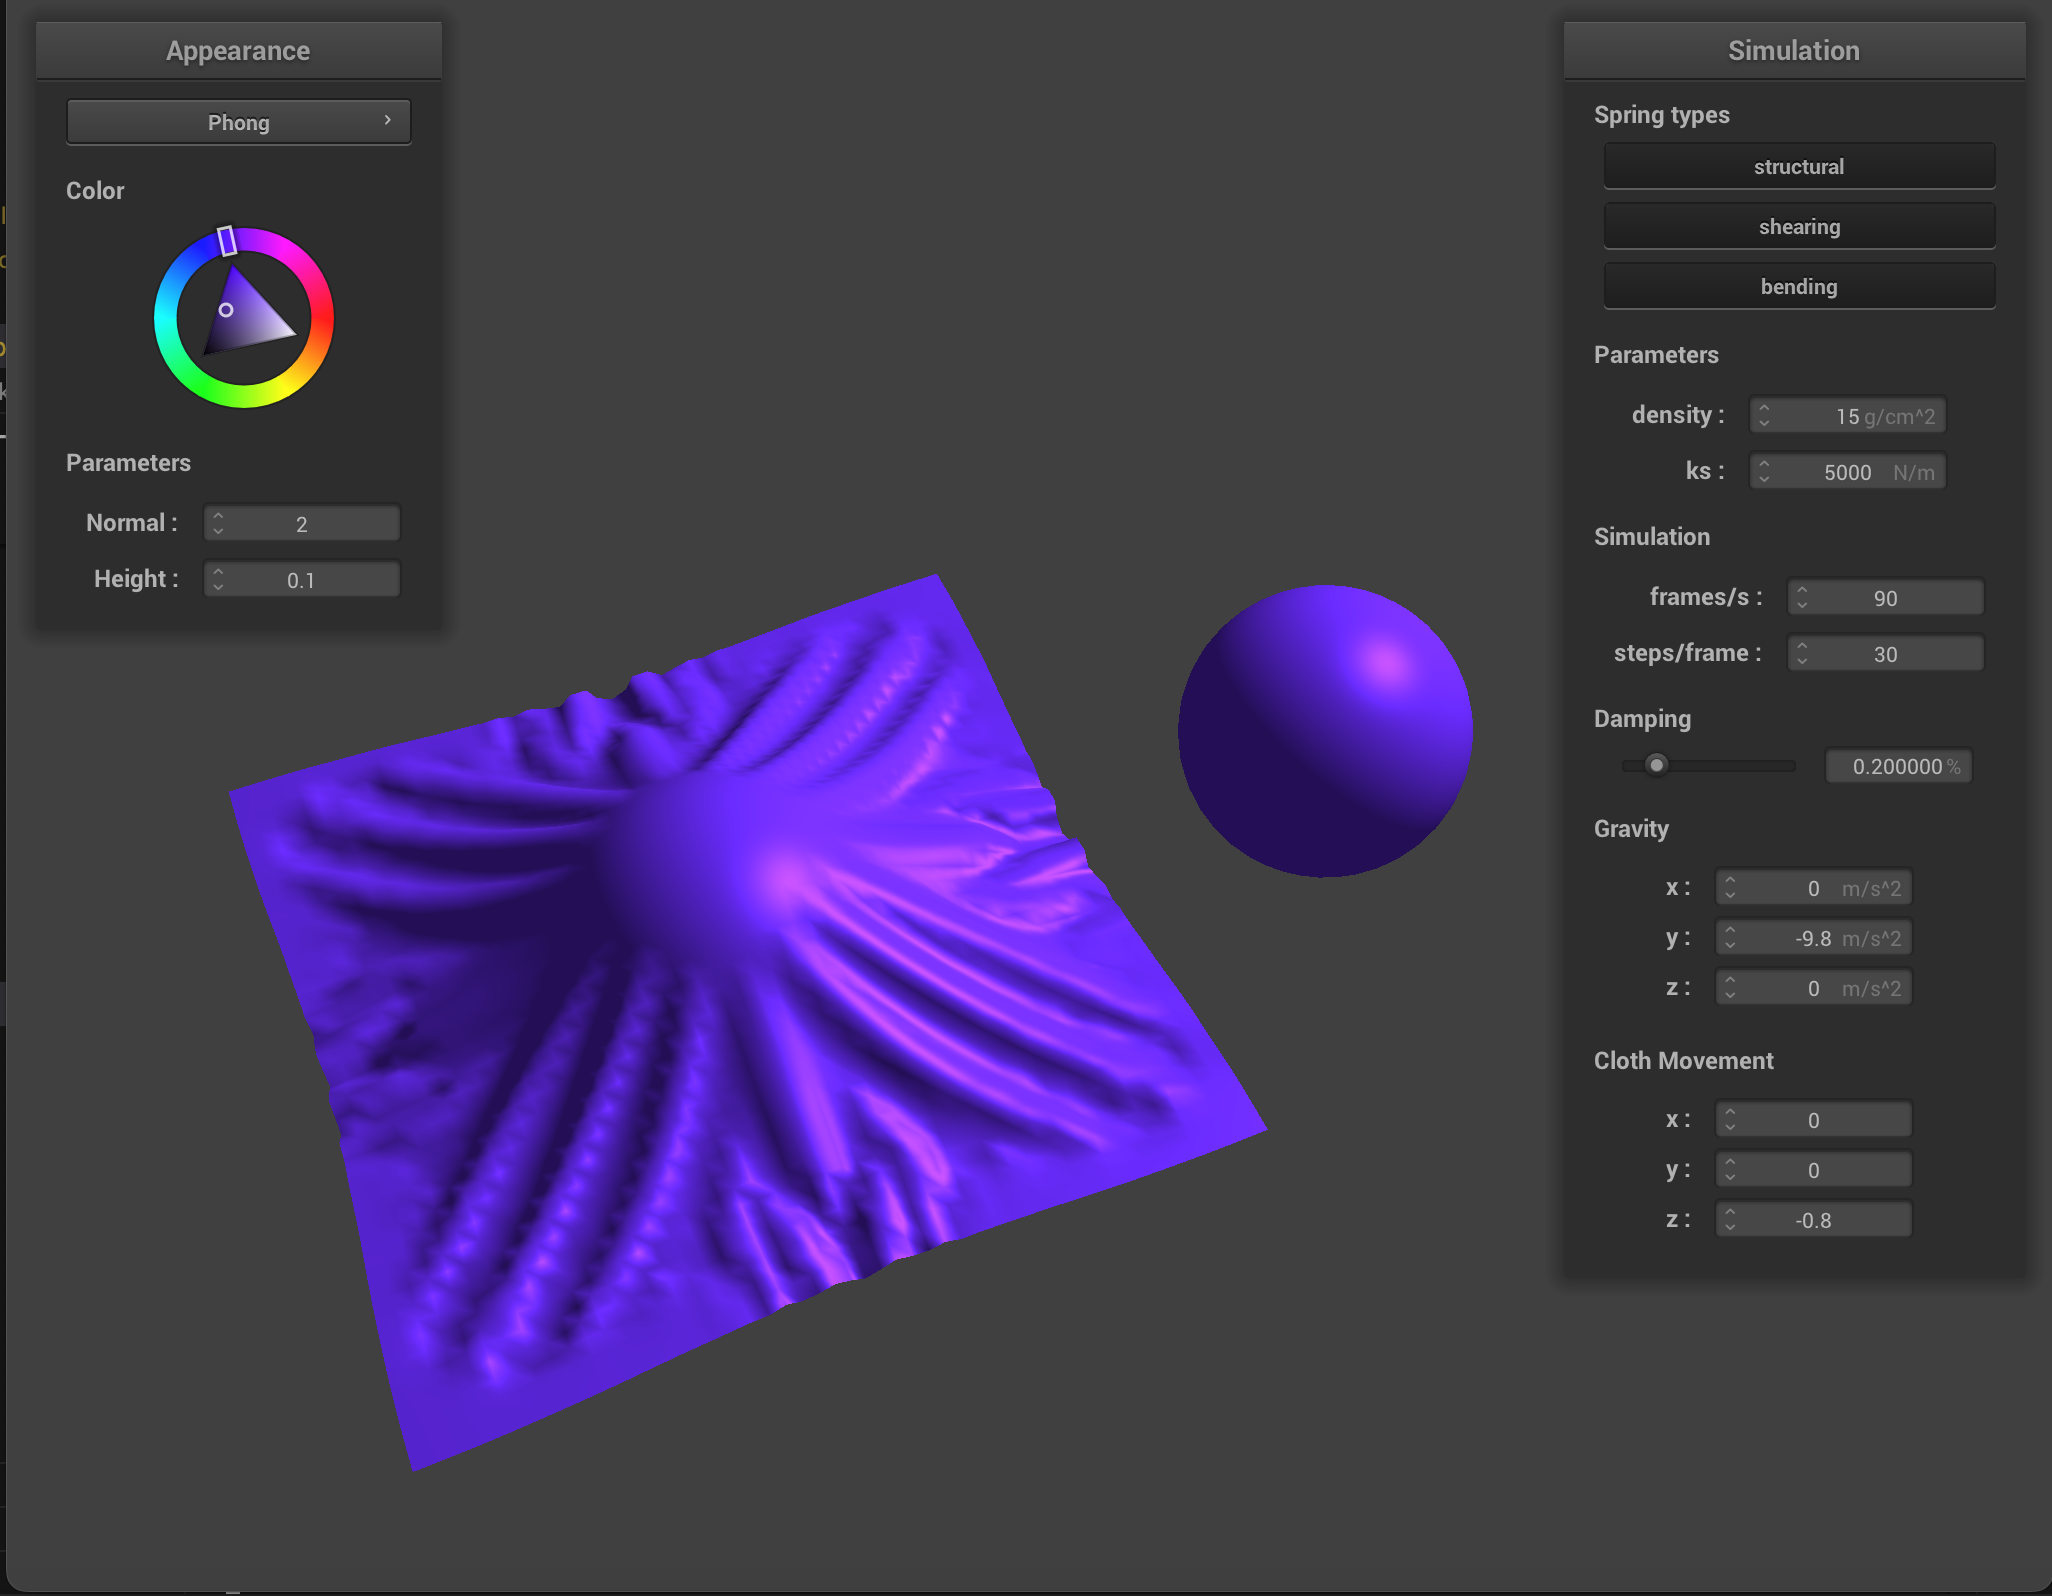 Appearance
Phong
Color
Parameters
Normal : 2
Height : 0.1
Simulation
Spring types
structural
shearing
bending
Parameters
density : 15 g/cm^2
ks : 5000 N/m
Simulation
frames/s : 90
steps/frame : 30
Damping
0.200000 %
Gravity
x : 0 m/s^2
y : -9.8 m/s^2
z : 0 m/s^2
Cloth Movement
x : 0
y : 0
z : -0.8